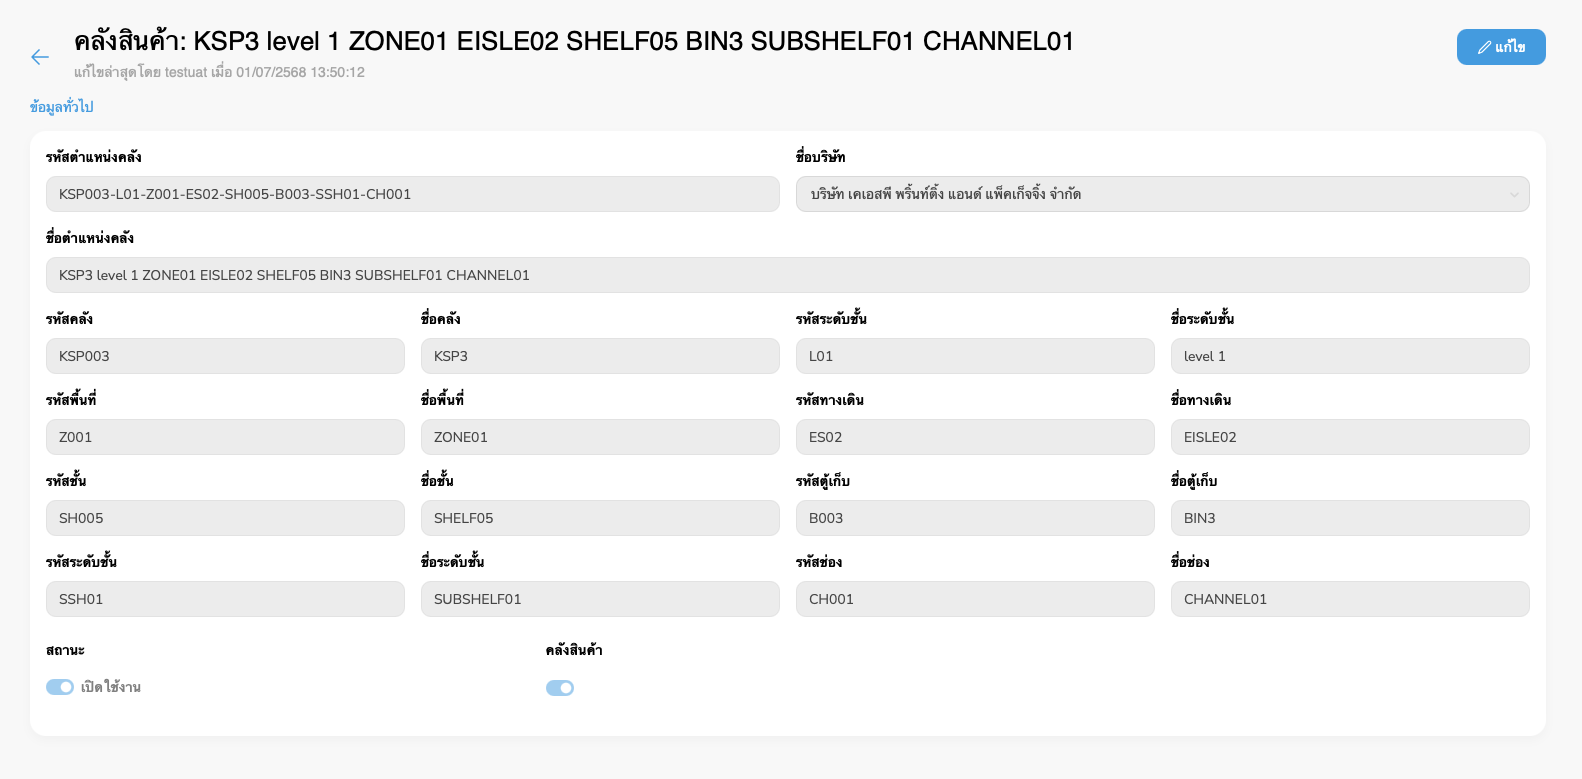 คลังสินค้า: KSP3 level 1 ZONE01 EISLE02 SHELF05 BIN3 SUBSHELF01 CHANNEL01
แก้ไขล่าสุดโดย testuat เมื่อ 01/07/2568 13:50:12
แก้ไข
ข้อมูลทั่วไป
รหัสตำแหน่งคลัง ชื่อบริษัท
KSP003-L01-Z001-ES02-SH005-B003-SSH01-CH001 บริษัท เคเอสพี พริ้นท์ติ้ง แอนด์ แพ็คเก็จจิ้ง จำกัด
ชื่อตำแหน่งคลัง
KSP3 level 1 ZONE01 EISLE02 SHELF05 BIN3 SUBSHELF01 CHANNEL01
รหัสคลัง ชื่อคลัง รหัสระดับชั้น ชื่อระดับชั้น
KSP003 KSP3 L01 level 1
รหัสพื้นที่ ชื่อพื้นที่ รหัสทางเดิน ชื่อทางเดิน
Z001 ZONE01 ES02 EISLE02
รหัสชั้น ชื่อชั้น รหัสตู้เก็บ ชื่อตู้เก็บ
SH005 SHELF05 B003 BIN3
รหัสระดับชั้น ชื่อระดับชั้น รหัสช่อง ชื่อช่อง
SSH01 SUBSHELF01 CH001 CHANNEL01
สถานะ คลังสินค้า
เปิดใช้งาน